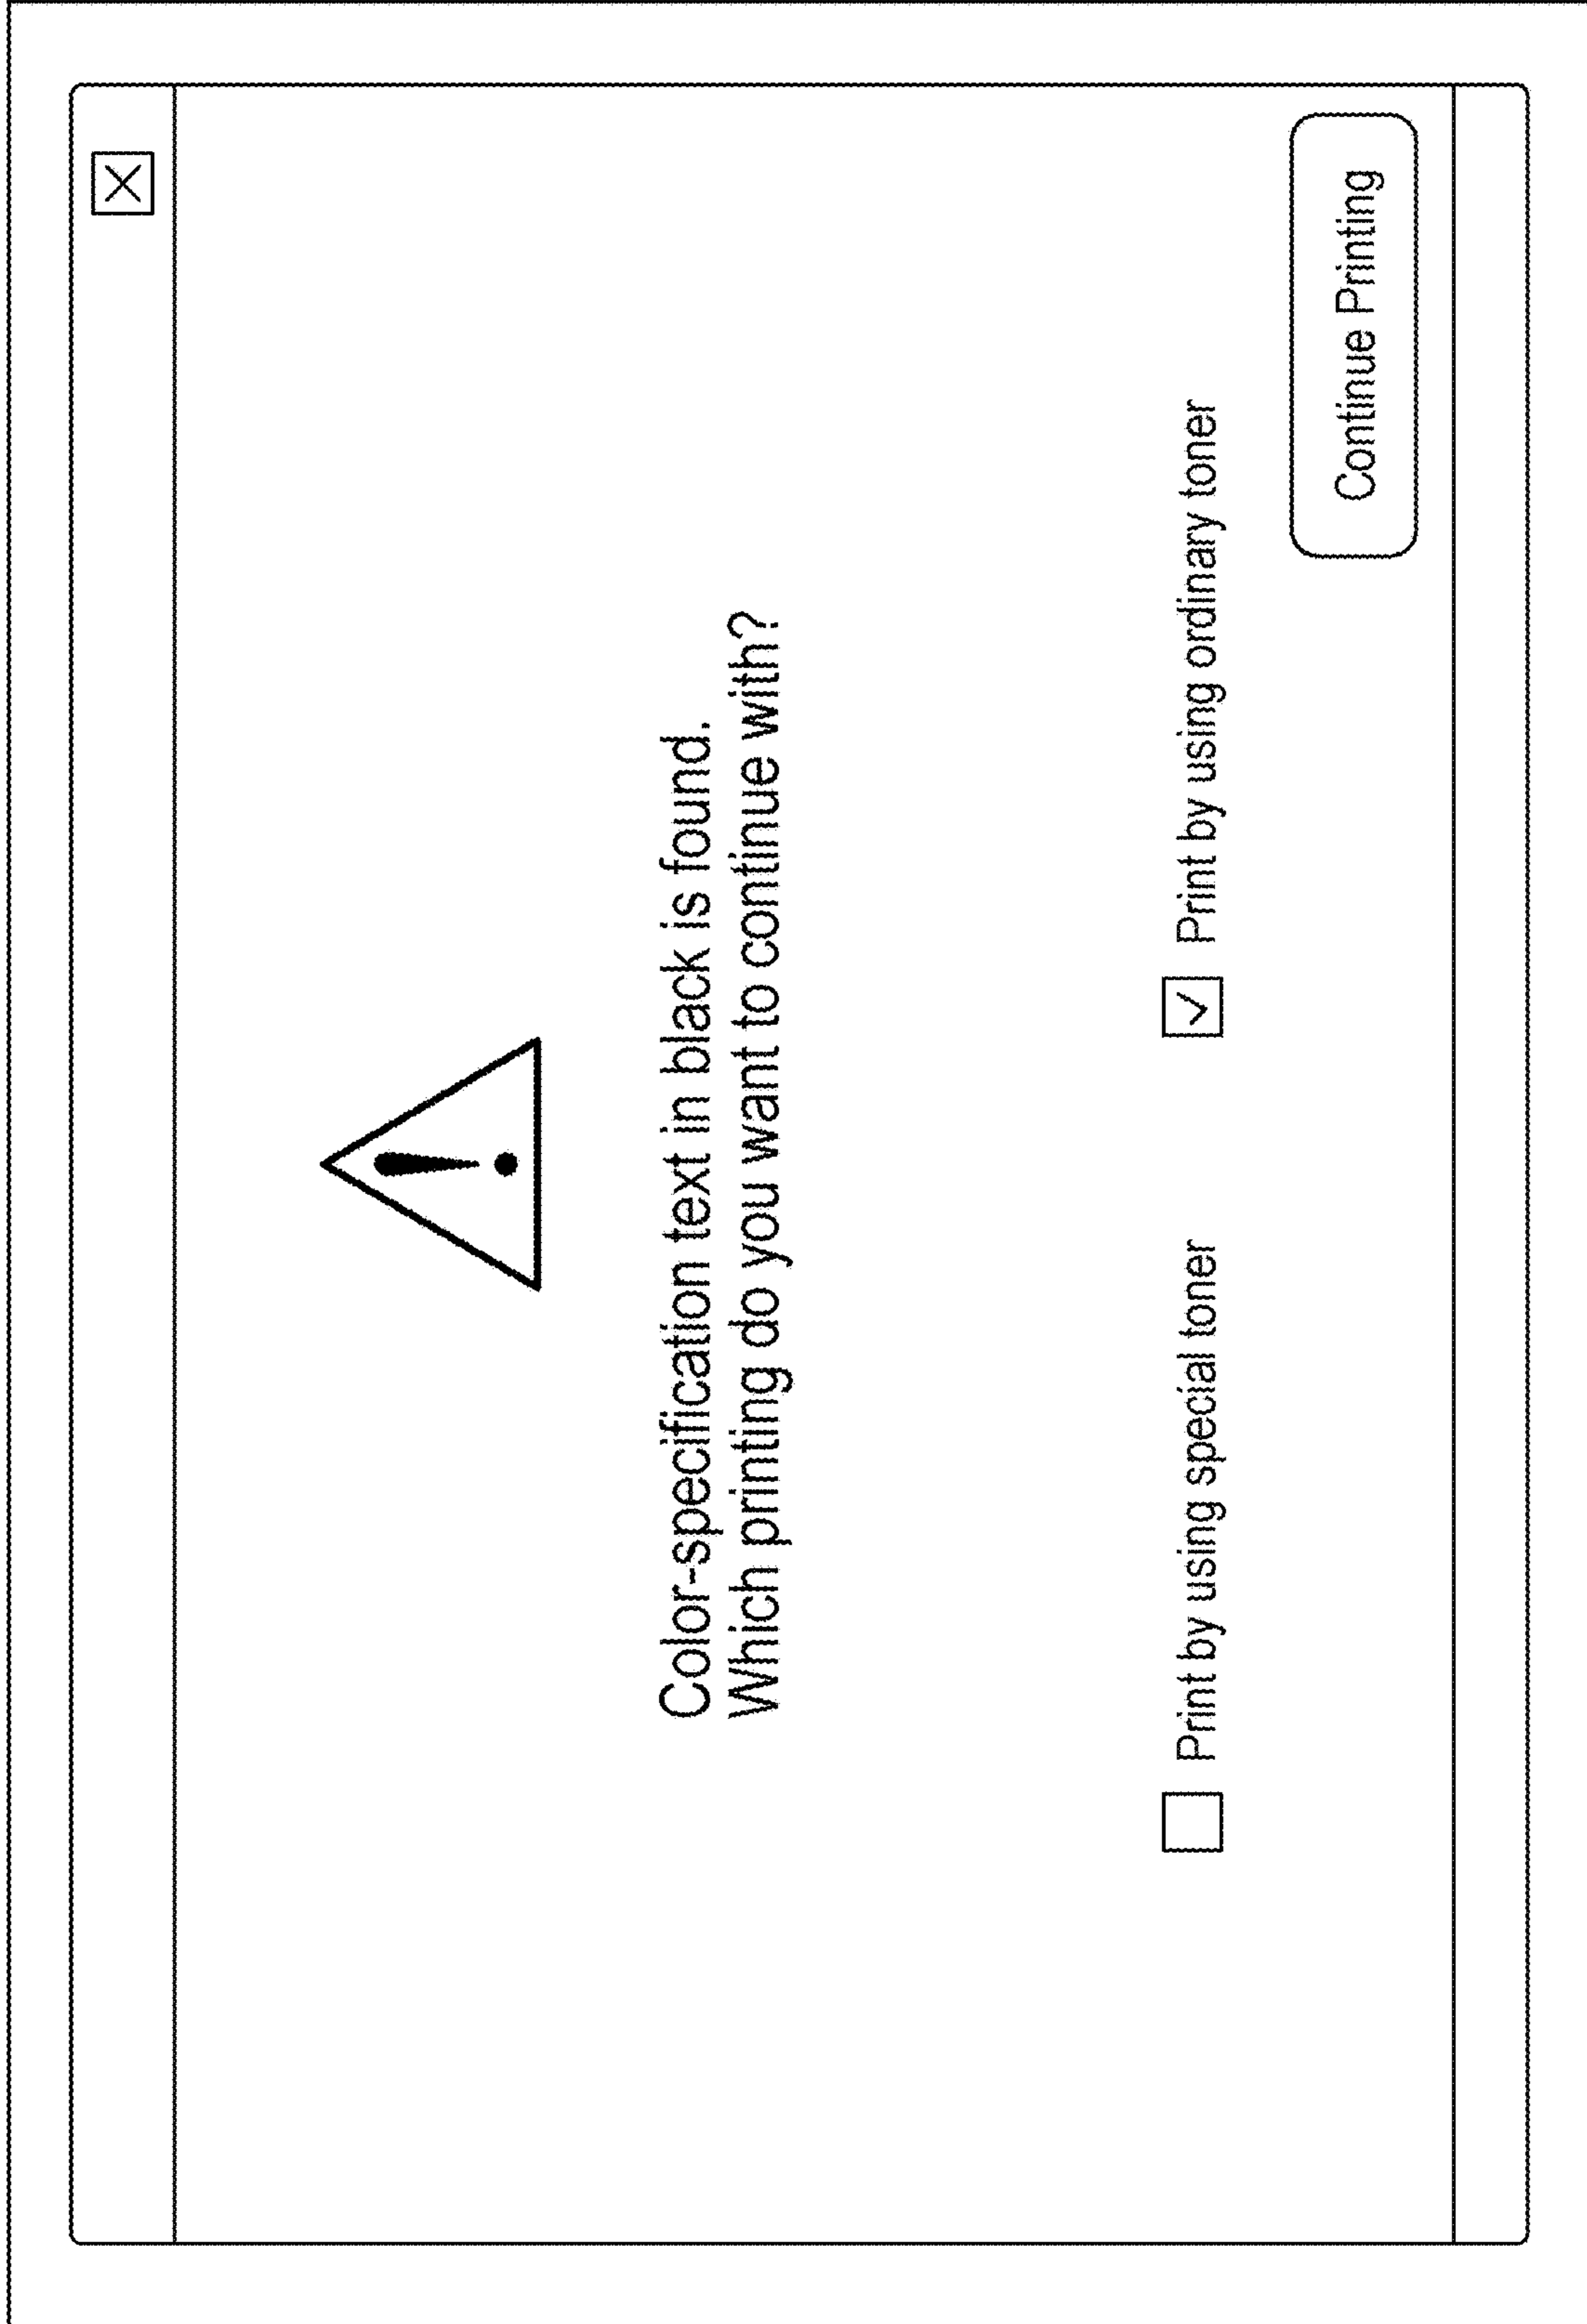 Color-specification text in black is found.
Which printing do you want to continue with?
Print by using special toner
Print by using ordinary toner
Continue Printing